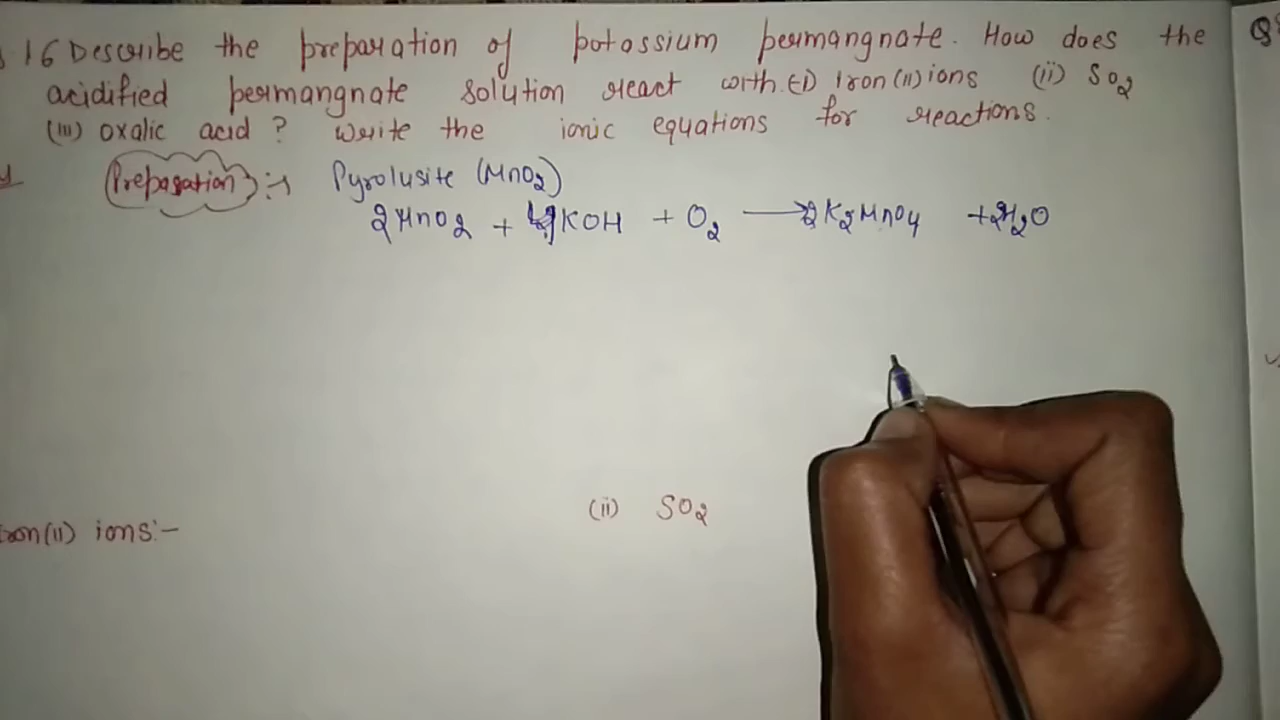 16 Describe the preparation of potossium permangnate. How does the
acidified permangnate solution react with (i) Iron(II) ions (ii) SO2
(III) oxalic acid? Write the ionic equations for reactions.
Preparation :→ Pyrolusite (MnO2)
2MnO2 + 4KOH + O2 → 2K2MnO4 + 2H2O
(ii) SO2
Iron(II) ions:-